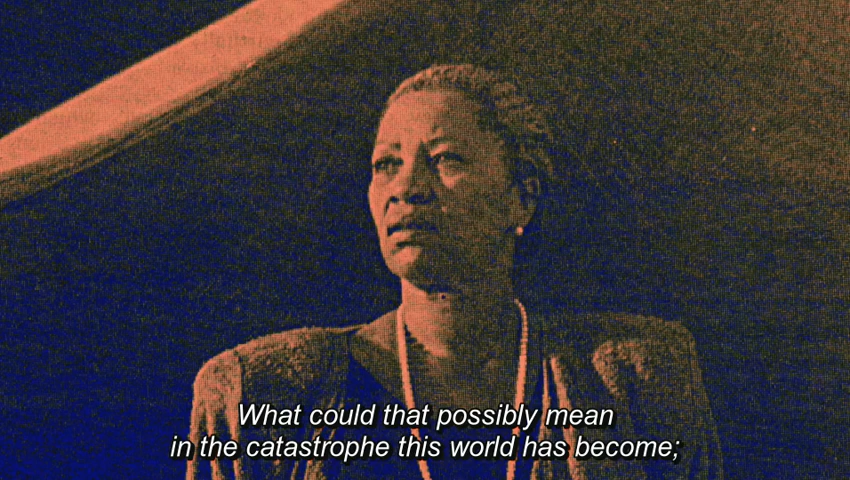 What could that possibly mean
in the catastrophe this world has become;